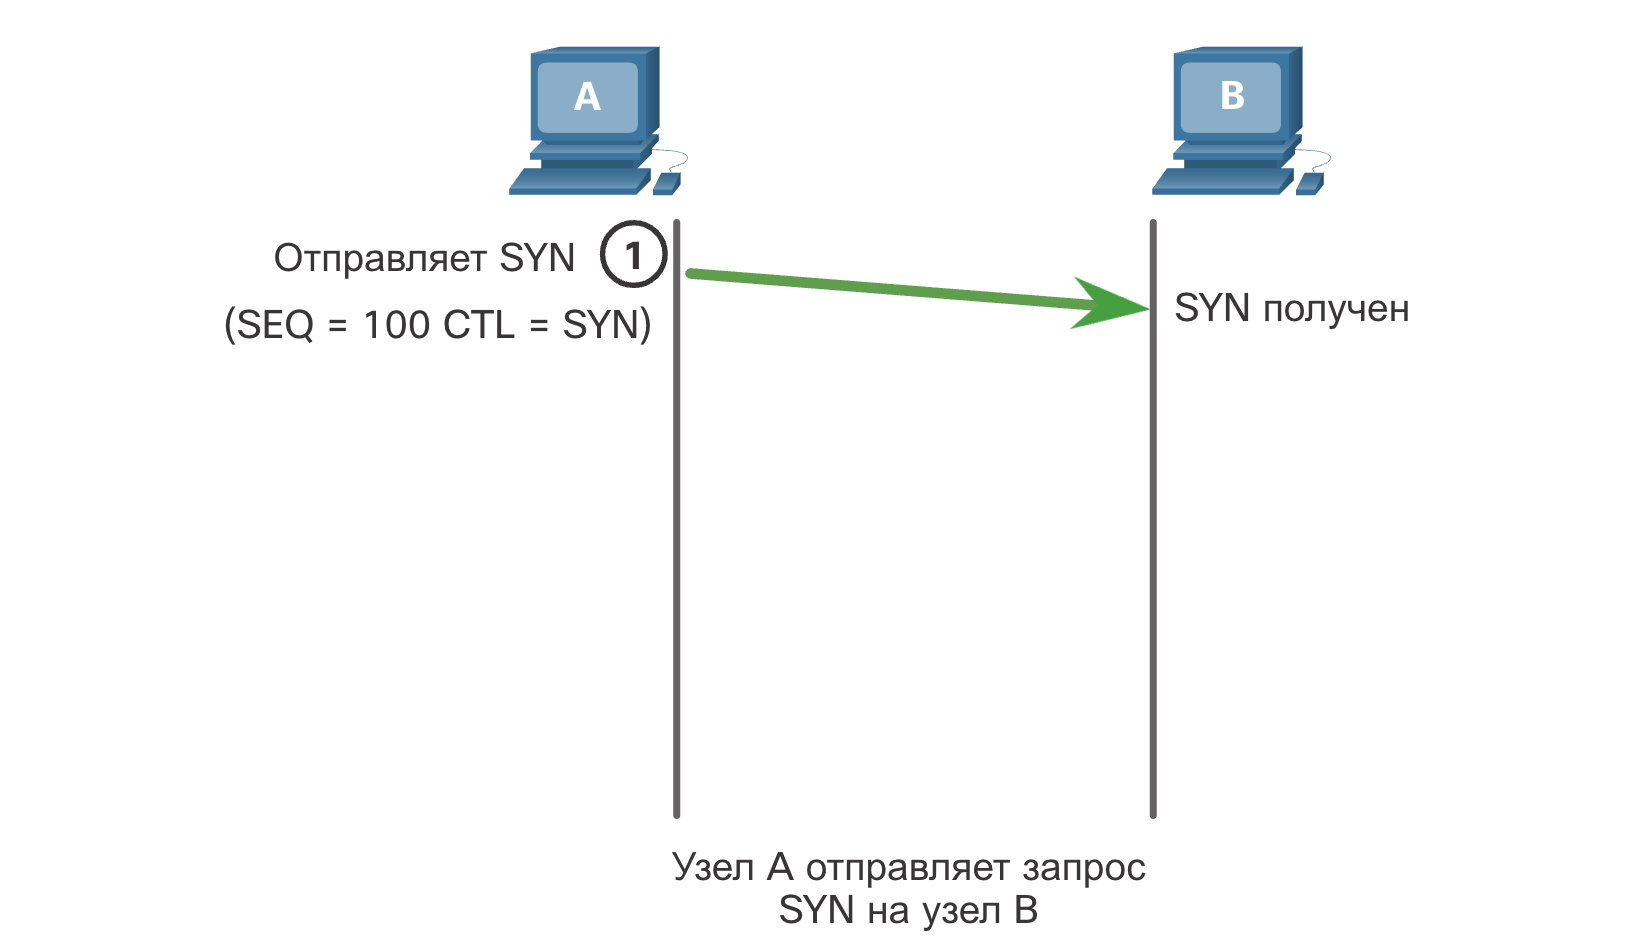 A
B
Отправляет SYN 1
(SEQ = 100 CTL = SYN)
SYN получен
Узел A отправляет запрос
SYN на узел B